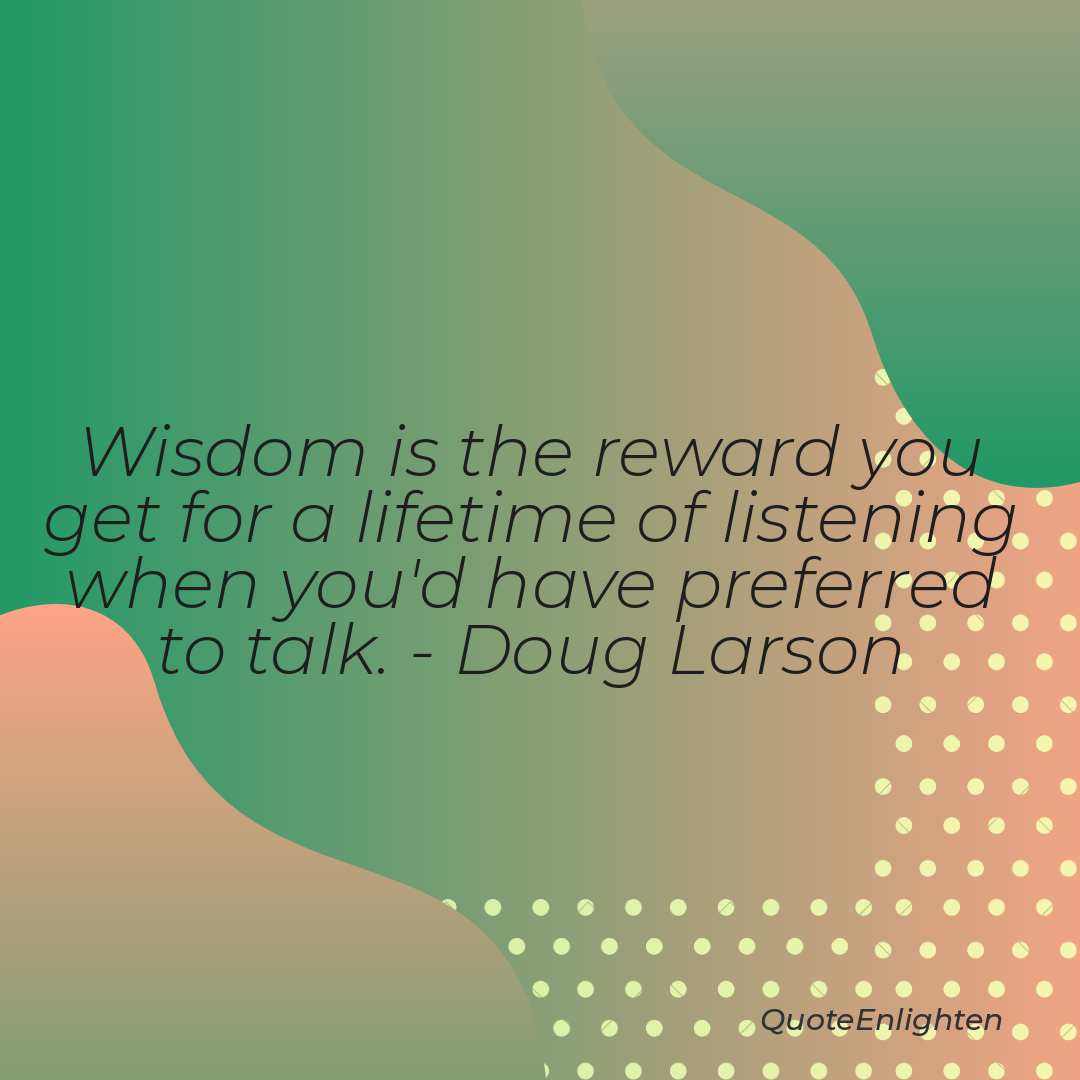 Wisdom is the reward you
get for a lifetime of listening
when you'd have preferred
to talk. - Doug Larson
QuoteEnlighten